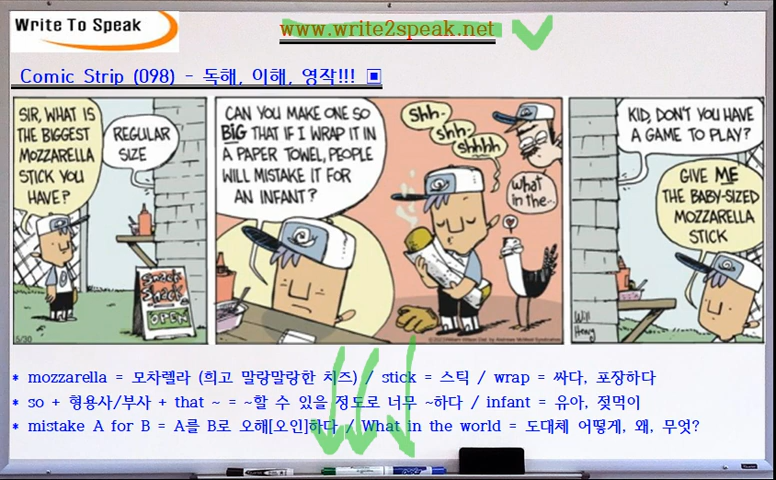 Write To Speak
www.write2speak.net
Comic Strip (098) - 독해, 이해, 영작!!! ▣
SIR, WHAT IS
THE BIGGEST
MOZZARELLA
STICK YOU
HAVE?
REGULAR
SIZE
Snack
Shack
OPEN
5/30
CAN YOU MAKE ONE SO
BIG THAT IF I WRAP IT IN
A PAPER TOWEL, PEOPLE
WILL MISTAKE IT FOR
AN INFANT?
Shh-
shh-
shhhh
What
in the...
KID, DON'T YOU HAVE
A GAME TO PLAY?
GIVE ME
THE BABY-SIZED
MOZZARELLA
STICK
Will
Henry
* mozzarella = 모차렐라 (희고 말랑말랑한 치즈) / stick = 스틱 / wrap = 싸다, 포장하다
* so + 형용사/부사 + that ~ = ~할 수 있을 정도로 너무 ~하다 / infant = 유아, 젖먹이
* mistake A for B = A를 B로 오해[오인]하다 / What in the world = 도대체 어떻게, 왜, 무엇?